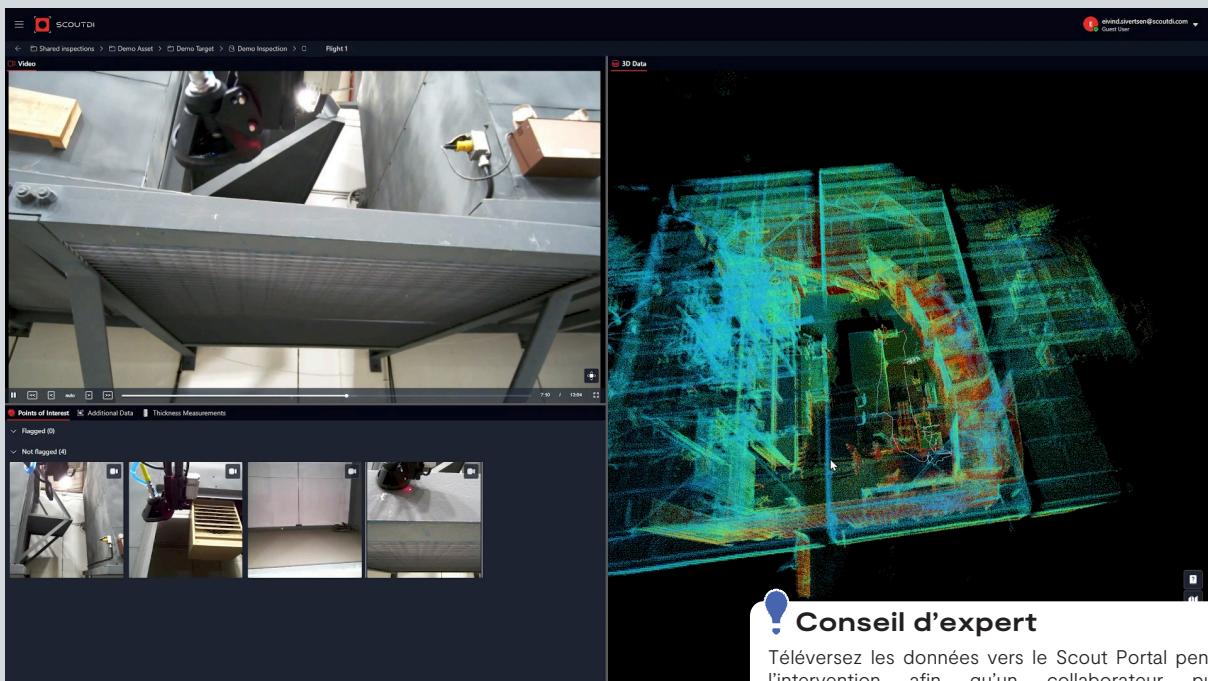 SCOUTDI
E
eivind.sivertsen@scoutdi.com
Guest User
Shared inspections > Demo Asset > Demo Target > Demo Inspection > Flight 1
Video
3D Data
auto
7:10 / 13:04
Points of Interest Additional Data Thickness Measurements
Flagged (0)
Not flagged (4)
Conseil d’expert
Téléversez les données vers le Scout Portal pen
l’intervention afin qu’un collaborateur pu